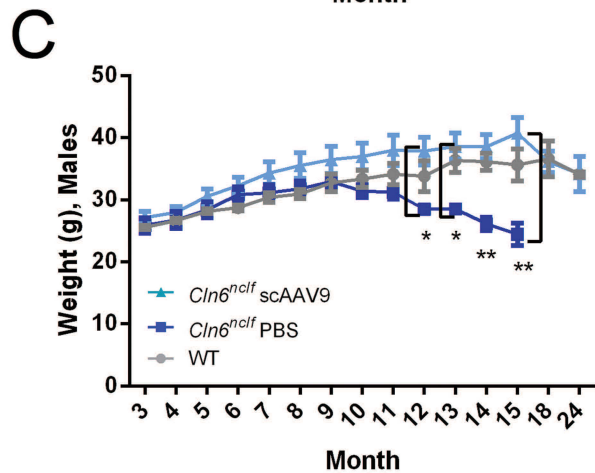 Month
C
50
40
30
20
10
0
Weight (g), Males
* * ** **
Cln6nclf scAAV9
Cln6nclf PBS
WT
3 4 5 6 7 8 9 10 11 12 13 14 15 18 24
Month